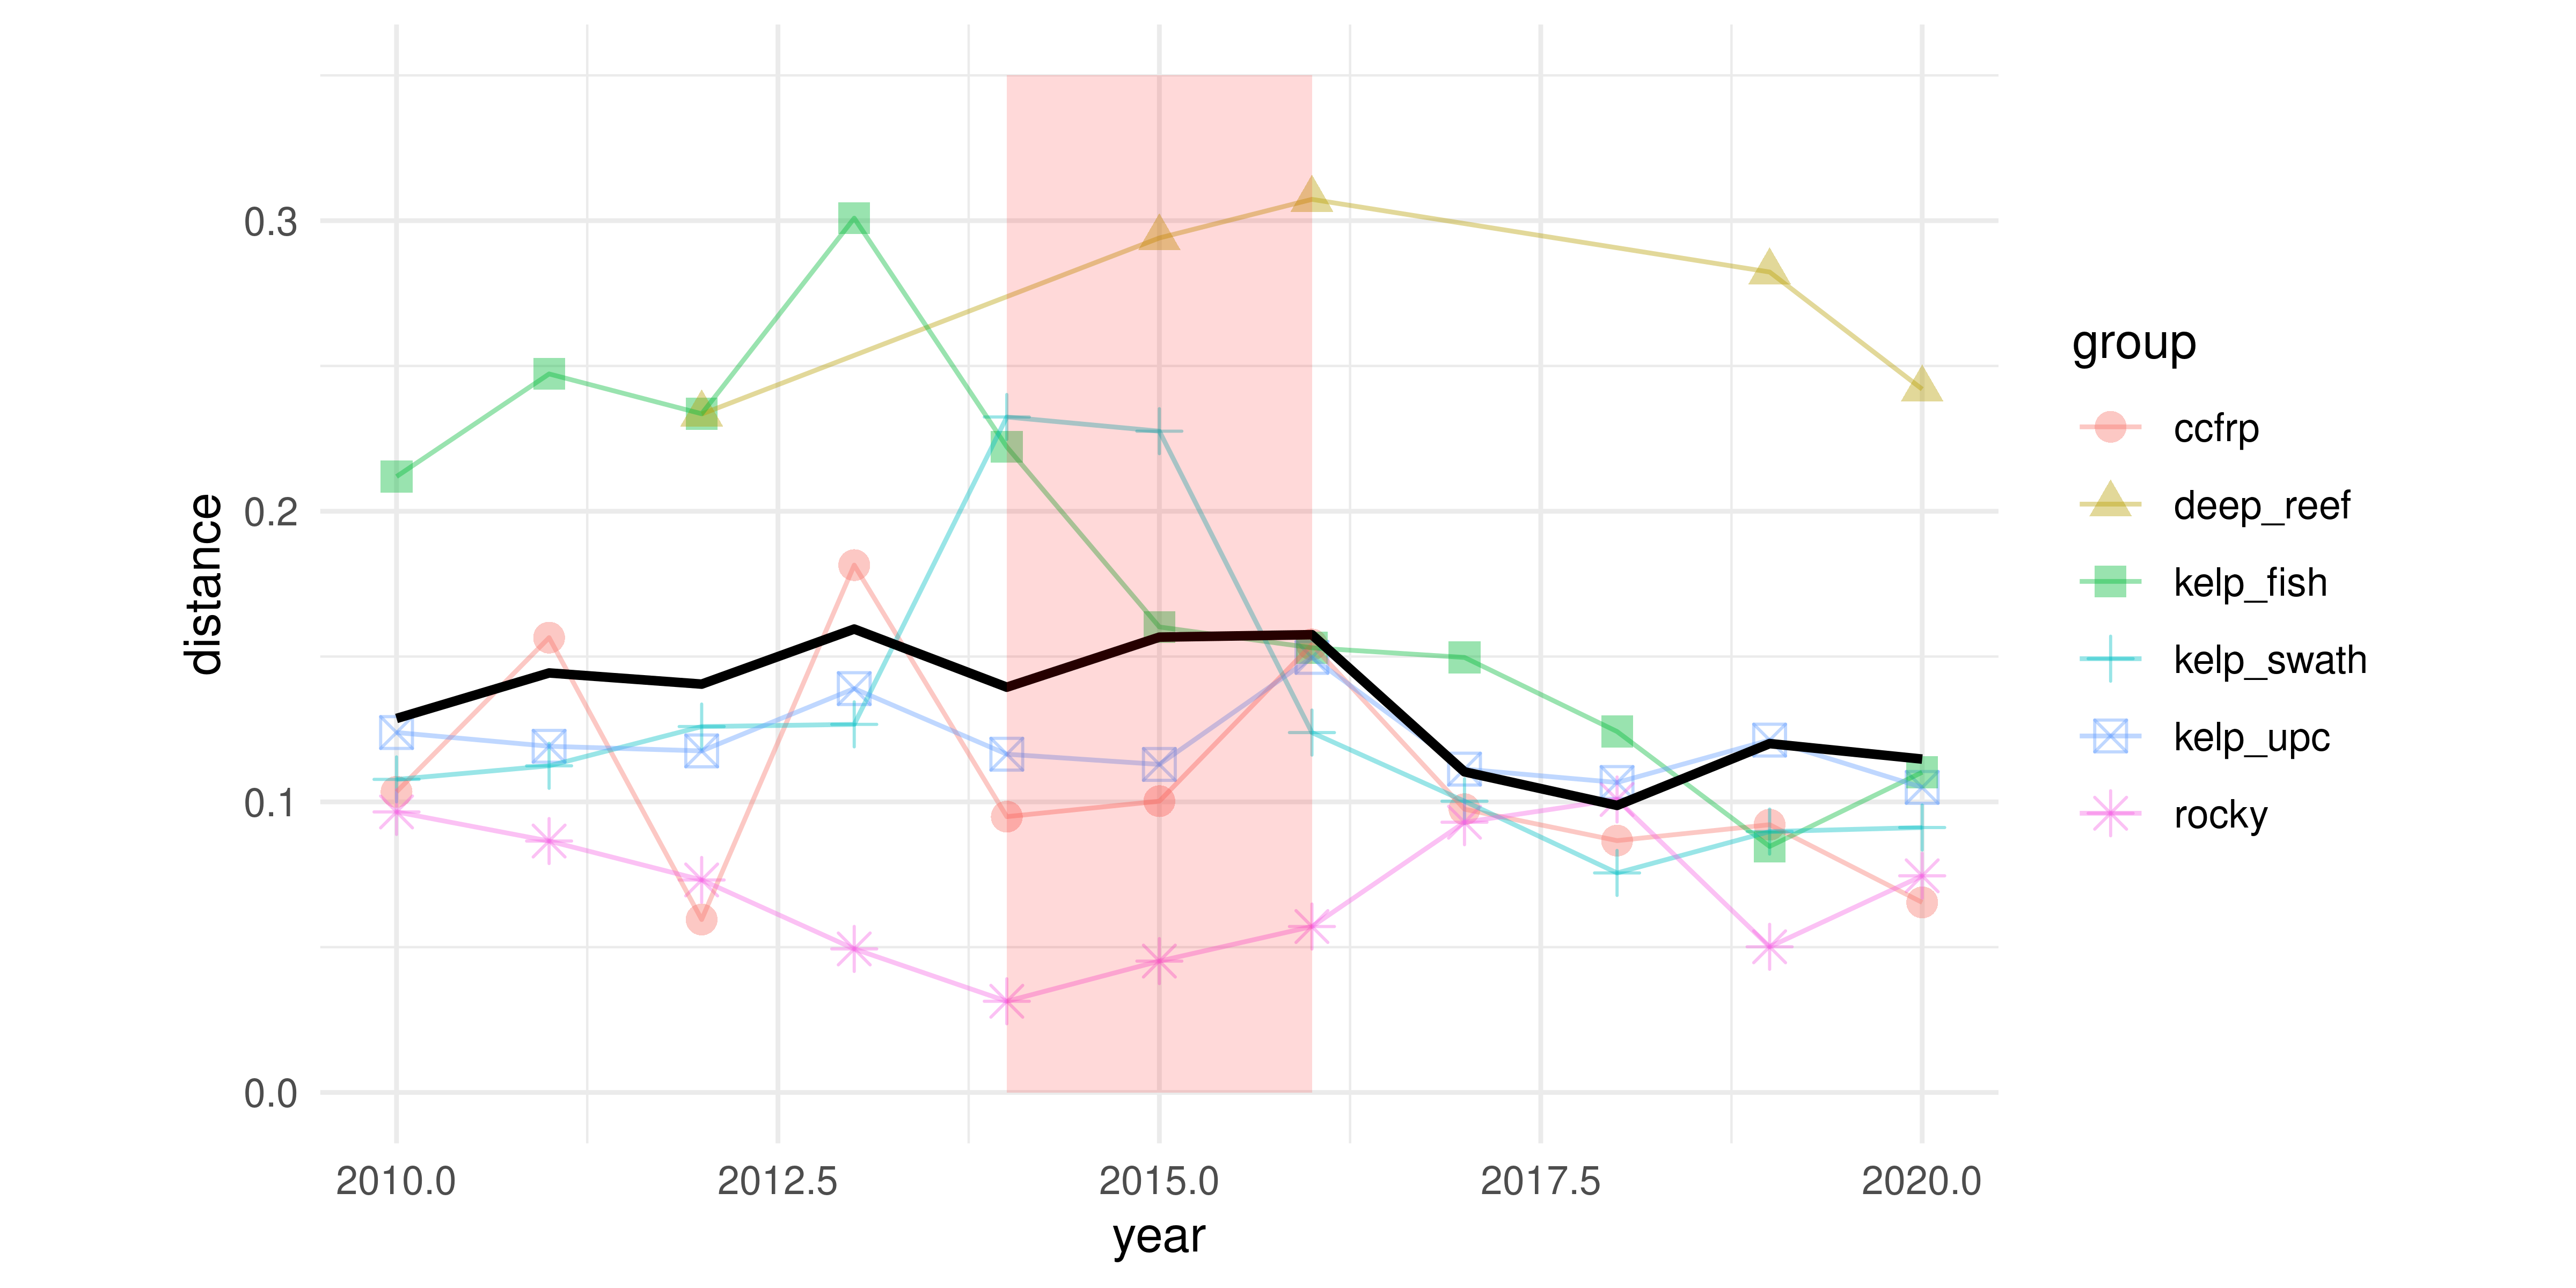 distance
0.3
0.2
0.1
0.0
2010.0 2012.5 2015.0 2017.5 2020.0
year
group
ccfrp
deep_reef
kelp_fish
kelp_swath
kelp_upc
rocky